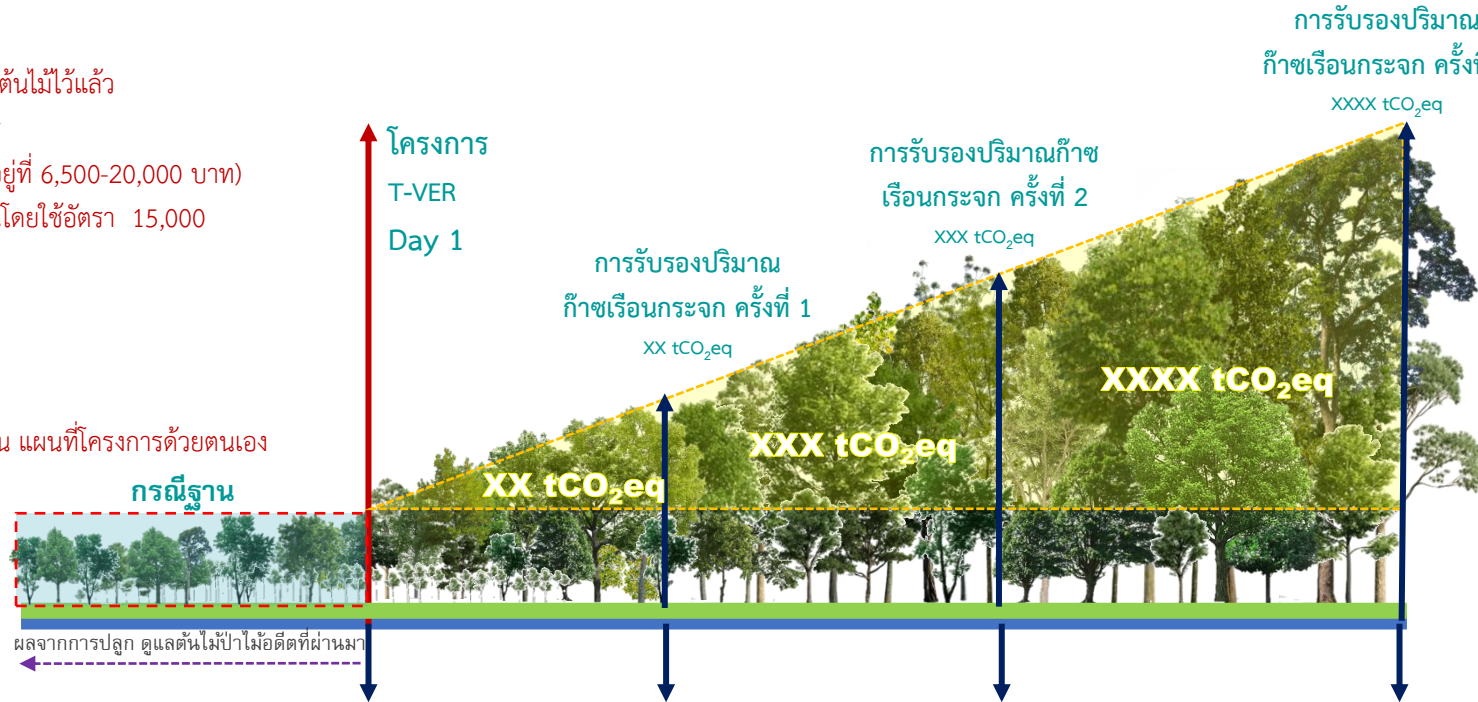 การรับรองปริมาณ
ก๊าซเรือนกระจก ครั้งที่
XXXX tCO₂eq
ต้นไม้ไว้แล้ว
อยู่ที่ 6,500-20,000 บาท)
โดยใช้อัตรา 15,000
โครงการ
T-VER
Day 1
การรับรองปริมาณก๊าซ
เรือนกระจก ครั้งที่ 2
XXX tCO₂eq
การรับรองปริมาณ
ก๊าซเรือนกระจก ครั้งที่ 1
XX tCO₂eq
XXXX tCO₂eq
XXX tCO₂eq
XX tCO₂eq
แผนที่โครงการด้วยตนเอง
กรณีฐาน
ผลจากการปลูก ดูแลต้นไม้ป่าไม้อดีตที่ผ่านมา